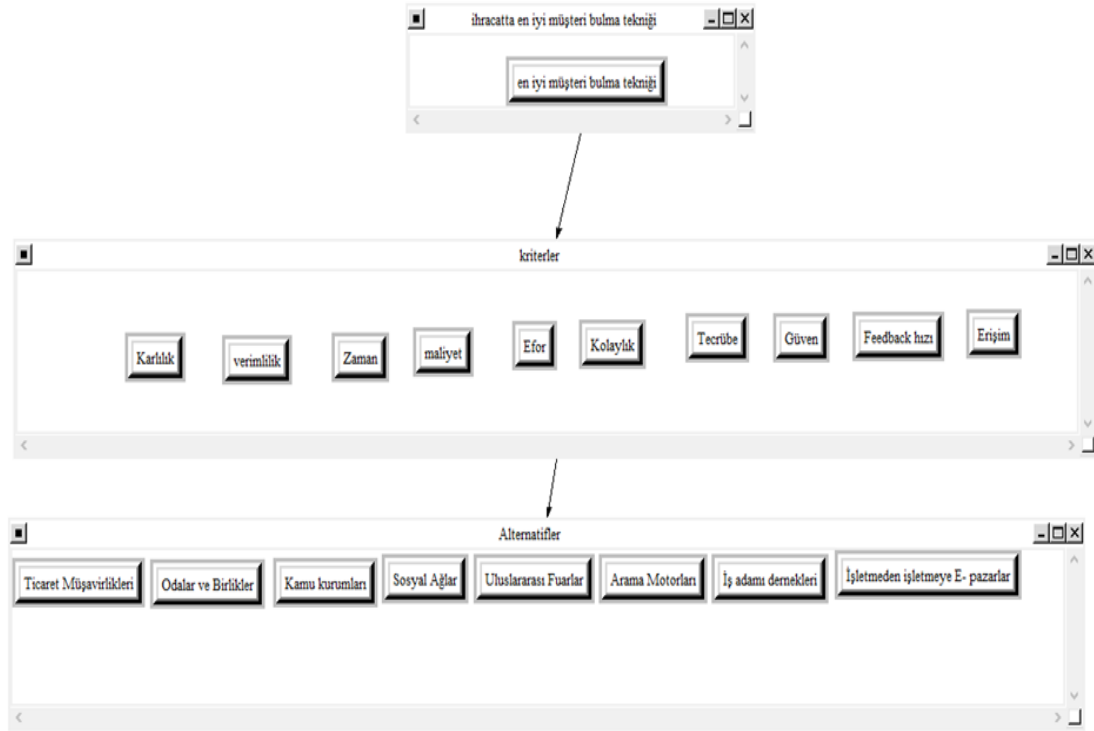 ihracatta en iyi müşteri bulma tekniği
en iyi müşteri bulma tekniği
kriterler
Karlılık
verimlilik
Zaman
maliyet
Efor
Kolaylık
Tecrübe
Güven
Feedback hızı
Erişim
Alternatifler
Ticaret Müşavirlikleri
Odalar ve Birlikler
Kamu kurumları
Sosyal Ağlar
Uluslararası Fuarlar
Arama Motorları
İş adamı dernekleri
İşletmeden işletmeye E- pazarlar